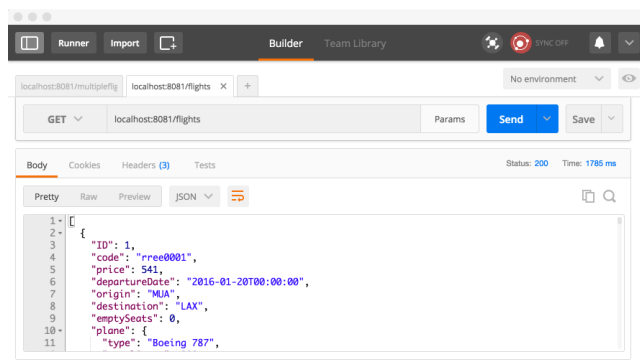 Runner Import Builder Team Library SYNC OFF
localhost:8081/multipleflig localhost:8081/flights × + No environment
GET localhost:8081/flights Params Send Save
Body Cookies Headers (3) Tests Status: 200 Time: 1785 ms
Pretty Raw Preview JSON
1 [
2 {
3 "ID": 1,
4 "code": "rree0001",
5 "price": 541,
6 "departureDate": "2016-01-20T00:00:00",
7 "origin": "MUA",
8 "destination": "LAX",
9 "emptySeats": 0,
10 "plane": {
11 "type": "Boeing 787",